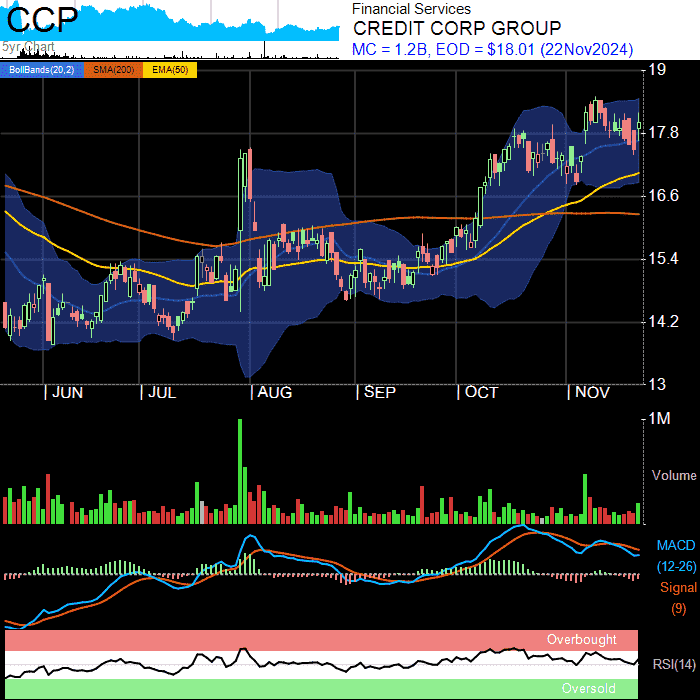 CCP
5yr Chart
Financial Services
CREDIT CORP GROUP
MC = 1.2B, EOD = $18.01 (22Nov2024)
BollBands(20,2) SMA(200) EMA(50)
19
17.8
16.6
15.4
14.2
13
JUN JUL AUG SEP OCT NOV
1M
Volume
MACD
(12-26)
Signal
(9)
Overbought
RSI(14)
Oversold